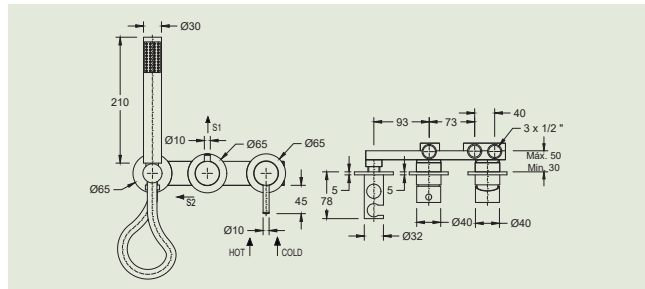 Ø30
210
S1
Ø10
Ø65
Ø65
Ø65
S2
45
Ø10
HOT
COLD
93
73
40
3 x 1/2 "
Máx. 50
Min. 30
5
5
78
Ø40
Ø40
Ø32